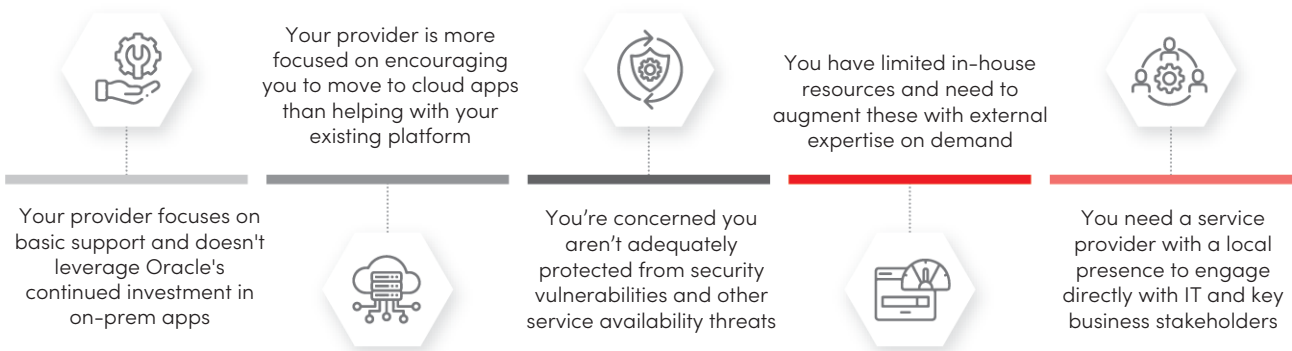 Your provider focuses on
basic support and doesn't
leverage Oracle's
continued investment in
on-prem apps
Your provider is more
focused on encouraging
you to move to cloud apps
than helping with your
existing platform
You’re concerned you
aren’t adequately
protected from security
vulnerabilities and other
service availability threats
You have limited in-house
resources and need to
augment these with external
expertise on demand
You need a service
provider with a local
presence to engage
directly with IT and key
business stakeholders